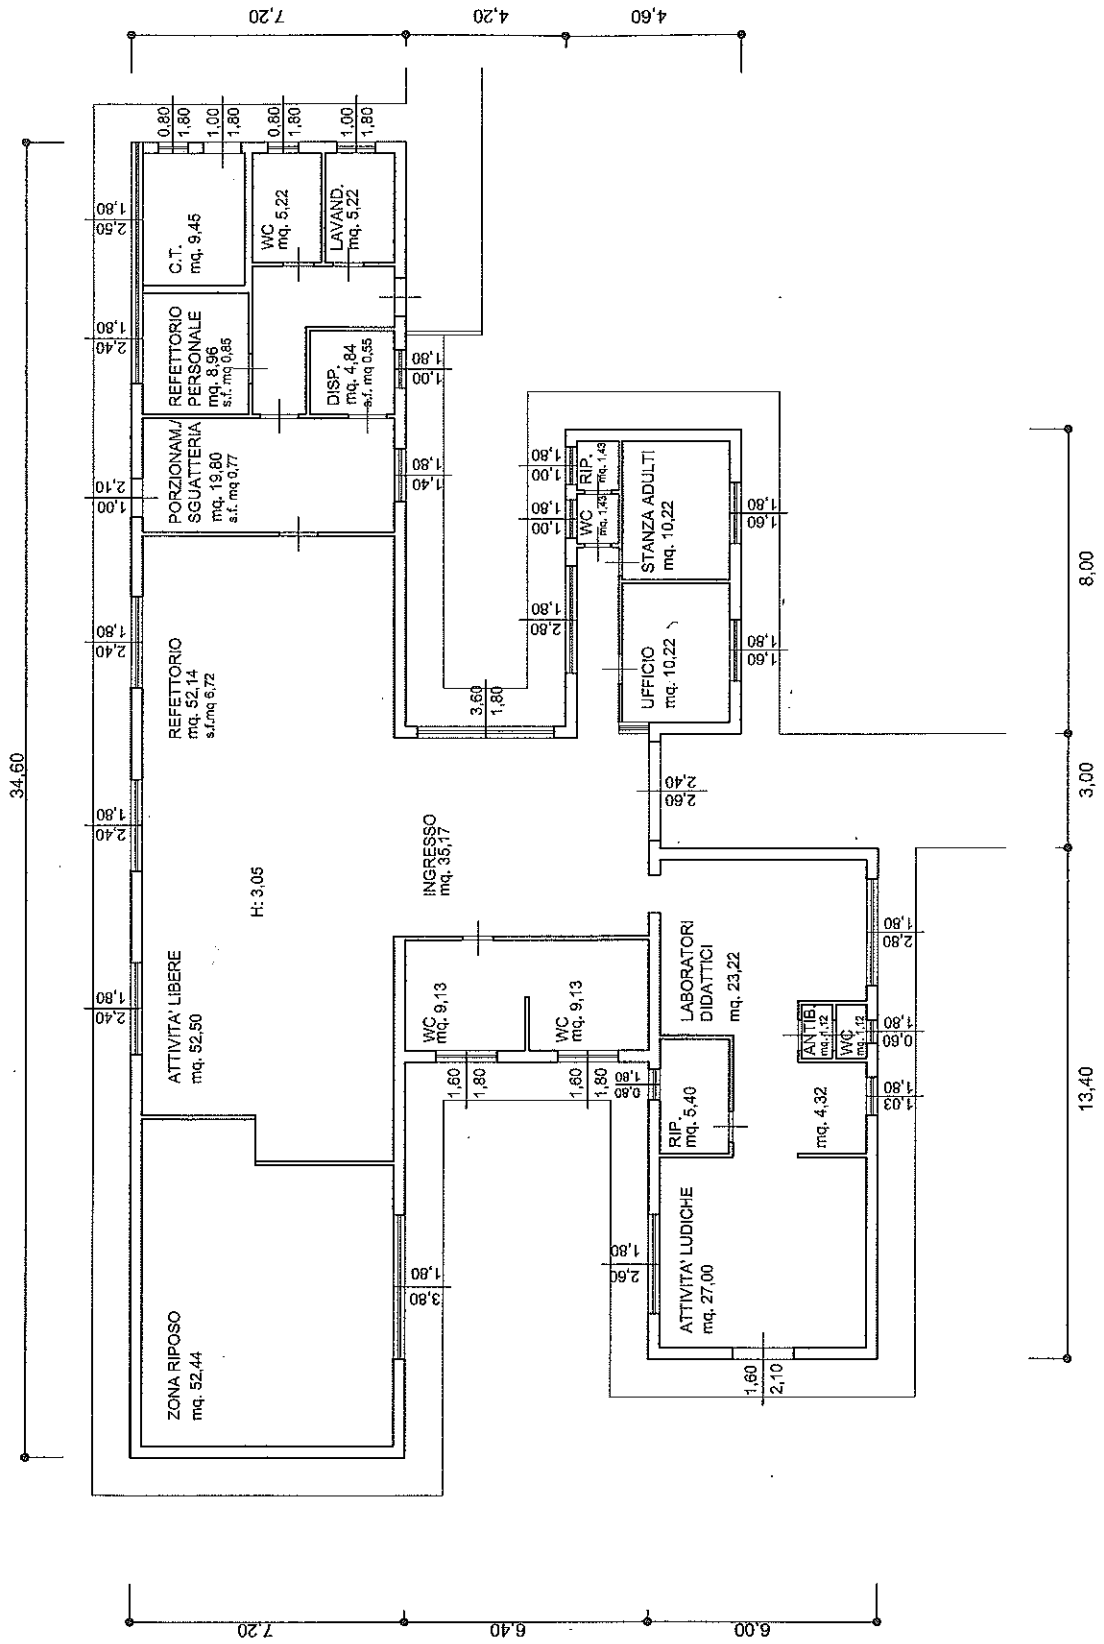 34,60
7,20
4,20
4,60
8,00
3,00
13,40
7,20
6,40
6,00
ZONA RIPOSO
mq. 52,44
ATTIVITA' LIBERE
mq. 52,50
H: 3,05
REFETTORIO
mq. 52,14
s.f.mq 6,72
PORZIONAM./
SGUATTERIA
mq. 19,80
s.f. mq 0,77
REFETTORIO
PERSONALE
mq. 8,96
s.f. mq 0,85
C.T.
mq. 9,45
WC
mq. 5,22
LAVAND.
mq. 5,22
DISP.
mq. 4,84
s.f. mq 0,55
INGRESSO
mq. 35,17
WC
mq. 9,13
WC
mq. 9,13
UFFICIO
mq. 10,22
STANZA ADULTI
mq. 10,22
WC
mq. 1,43
RIP.
mq. 1,43
LABORATORI
DIDATTICI
mq. 23,22
RIP.
mq. 5,40
ANTIB.
mq. 1,12
WC
mq. 1,12
mq. 4,32
ATTIVITA' LUDICHE
mq. 27,00
2,40
1,80
2,40
1,80
2,40
1,80
1,00
2,10
2,40
1,80
2,50
1,80
0,80
1,80
1,00
1,80
0,80
1,80
1,00
1,80
1,00
1,80
1,40
1,80
3,60
1,80
2,80
1,80
1,00
1,80
1,00
1,80
1,60
1,80
1,60
1,80
2,60
2,40
3,80
1,80
1,60
1,80
1,60
1,80
0,80
1,80
2,60
1,80
1,60
2,10
1,03
1,80
0,60
1,80
2,80
1,80